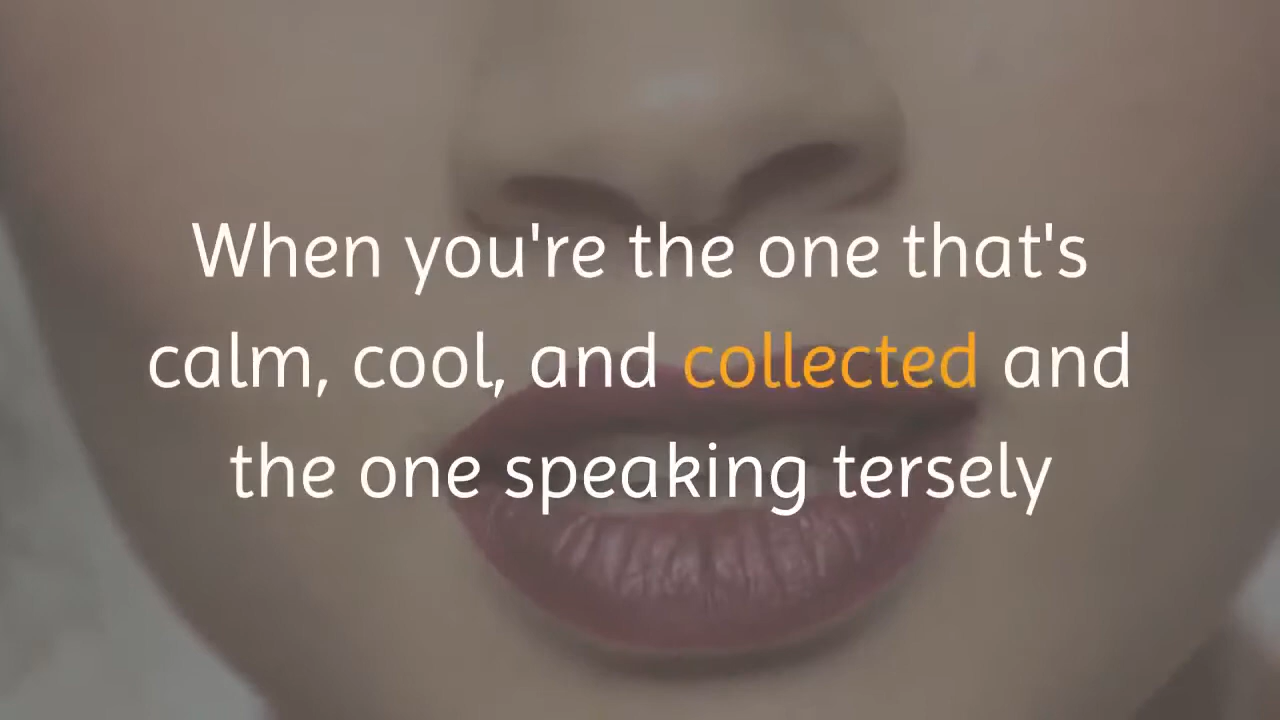 When you're the one that's
calm, cool, and collected and
the one speaking tersely